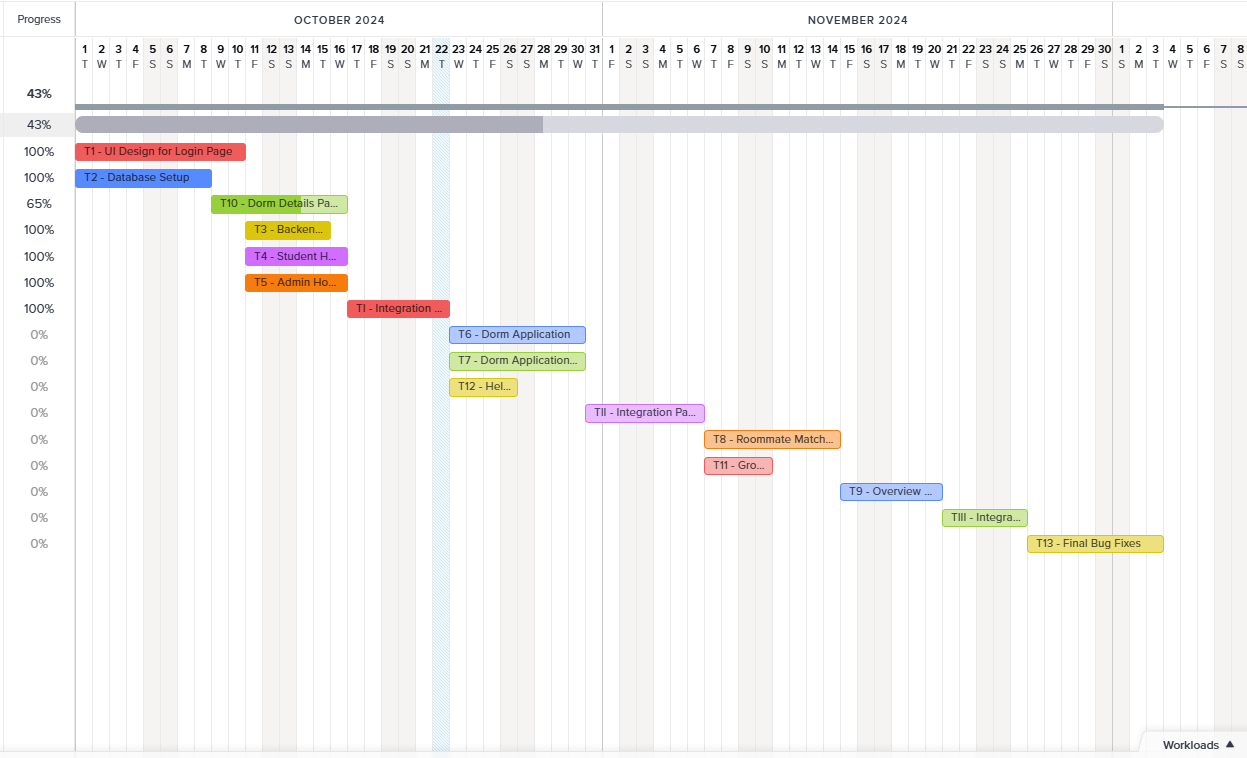 Progress OCTOBER 2024 NOVEMBER 2024
1 2 3 4 5 6 7 8 9 10 11 12 13 14 15 16 17 18 19 20 21 22 23 24 25 26 27 28 29 30 31 1 2 3 4 5 6 7 8 9 10 11 12 13 14 15 16 17 18 19 20 21 22 23 24 25 26 27 28 29 30 1 2 3 4 5 6 7 8
T W T F S S M T W T F S S M T W T F S S M T W T F S S M T W T F S S M T W T F S S M T W T F S S M T W T F S S M T W T F S S M T W T F S S
43%
43%
100% T1 - UI Design for Login Page
100% T2 - Database Setup
65% T10 - Dorm Details Pa...
100% T3 - Backen...
100% T4 - Student H...
100% T5 - Admin Ho...
100% TI - Integration ...
0% T6 - Dorm Application
0% T7 - Dorm Application...
0% T12 - Hel...
0% TII - Integration Pa...
0% T8 - Roommate Match...
0% T11 - Gro...
0% T9 - Overview ...
0% TIII - Integra...
0% T13 - Final Bug Fixes
Workloads